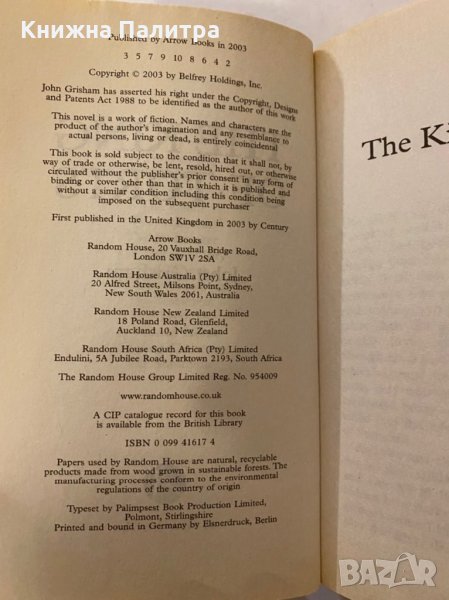 Книжна Палитра
Published by Arrow Books in 2003
3 5 7 9 10 8 6 4 2
Copyright © 2003 by Belfrey Holdings, Inc.
John Grisham has asserted his right under the Copyright, Designs
and Patents Act 1988 to be identified as the author of this work
This novel is a work of fiction. Names and characters are the
product of the author's imagination and any resemblance to
actual persons, living or dead, is entirely coincidental
This book is sold subject to the condition that it shall not, by
way of trade or otherwise, be lent, resold, hired out, or otherwise
circulated without the publisher's prior consent in any form of
binding or cover other than that in which it is published and
without a similar condition including this condition being
imposed on the subsequent purchaser
First published in the United Kingdom in 2003 by Century
Arrow Books
Random House, 20 Vauxhall Bridge Road,
London SW1V 2SA
Random House Australia (Pty) Limited
20 Alfred Street, Milsons Point, Sydney,
New South Wales 2061, Australia
Random House New Zealand Limited
18 Poland Road, Glenfield,
Auckland 10, New Zealand
Random House South Africa (Pty) Limited
Endulini, 5A Jubilee Road, Parktown 2193, South Africa
The Random House Group Limited Reg. No. 954009
www.randomhouse.co.uk
A CIP catalogue record for this book
is available from the British Library
ISBN 0 099 41617 4
Papers used by Random House are natural, recyclable
products made from wood grown in sustainable forests. The
manufacturing processes conform to the environmental
regulations of the country of origin
Typeset by Palimpsest Book Production Limited,
Polmont, Stirlingshire
Printed and bound in Germany by Elsnerdruck, Berlin
The Ki
BAZAR